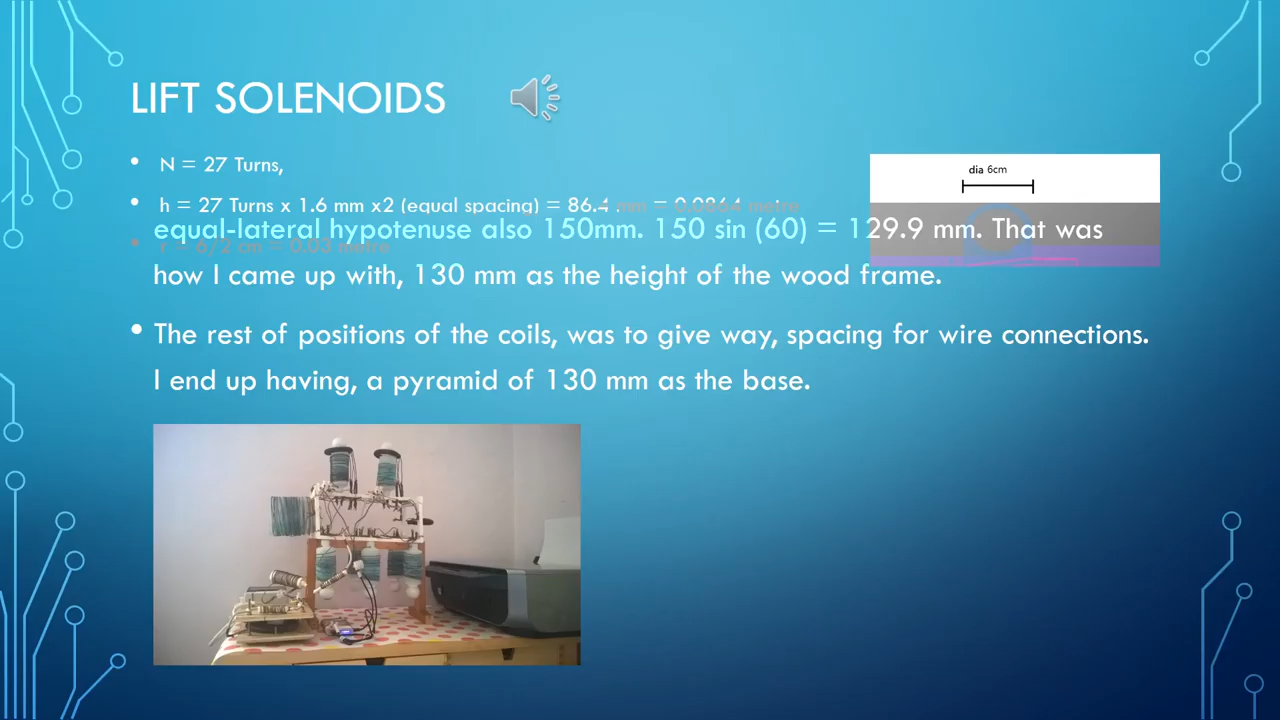 LIFT SOLENOIDS
• N = 27 Turns,
dia 6cm
• h = 27 Turns x 1.6 mm x2 (equal spacing) = 86.4 mm = 0.0864 metre
equal-lateral hypotenuse also 150mm. 150 sin (60) = 129.9 mm. That was
• r = 6/2 cm = 0.03 metre
how I came up with, 130 mm as the height of the wood frame.
• The rest of positions of the coils, was to give way, spacing for wire connections.
I end up having, a pyramid of 130 mm as the base.